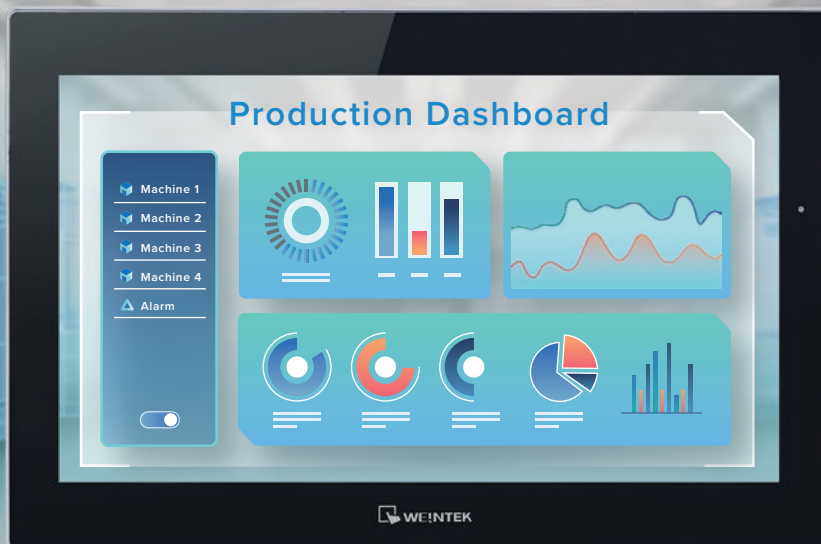 Production Dashboard
Machine 1
Machine 2
Machine 3
Machine 4
Alarm
WEINTEK